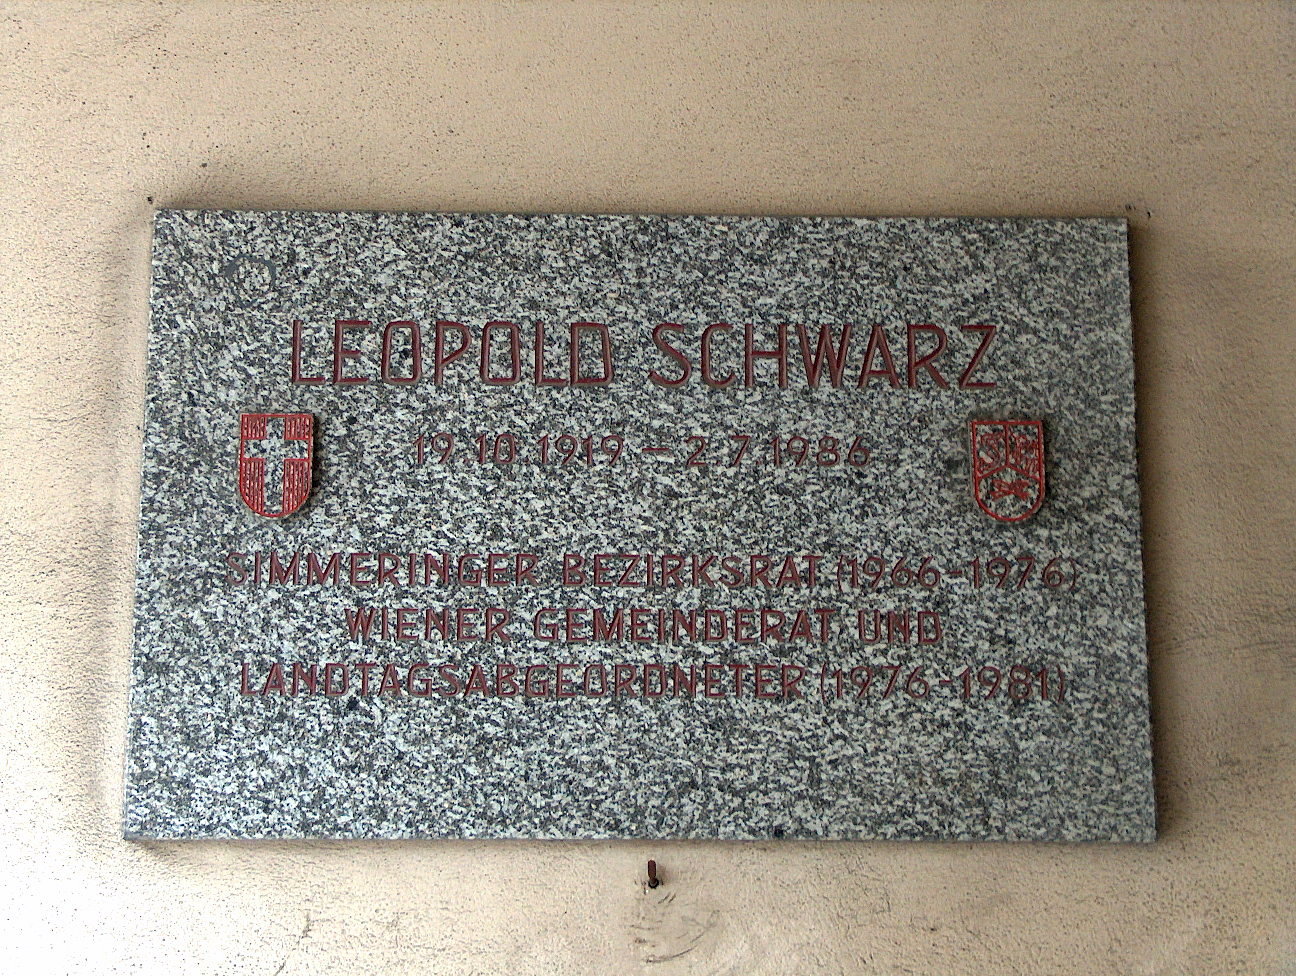 LEOPOLD SCHWARZ
19.10.1919 – 2.7.1986
SIMMERINGER BEZIRKSRAT (1966–1976)
WIENER GEMEINDERAT UND
LANDTAGSABGEORDNETER (1976–1981)